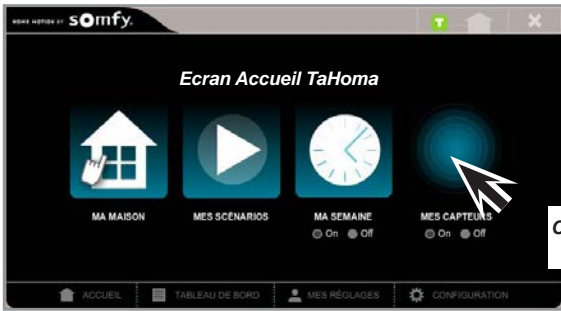 HOME MOTION BY somfy.
T
Ecran Accueil TaHoma
MA MAISON
MES SCÉNARIOS
MA SEMAINE
On Off
MES CAPTEURS
On Off
ACCUEIL
TABLEAU DE BORD
MES RÉGLAGES
CONFIGURATION